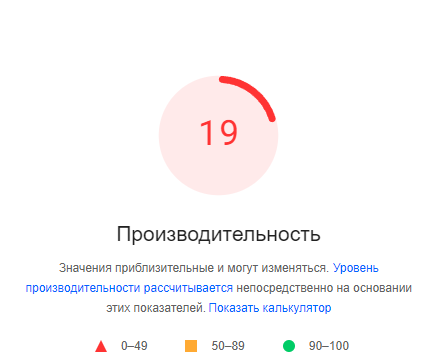 19
Производительность
Значения приблизительные и могут изменяться. Уровень
производительности рассчитывается непосредственно на основании
этих показателей. Показать калькулятор
0–49 50–89 90–100